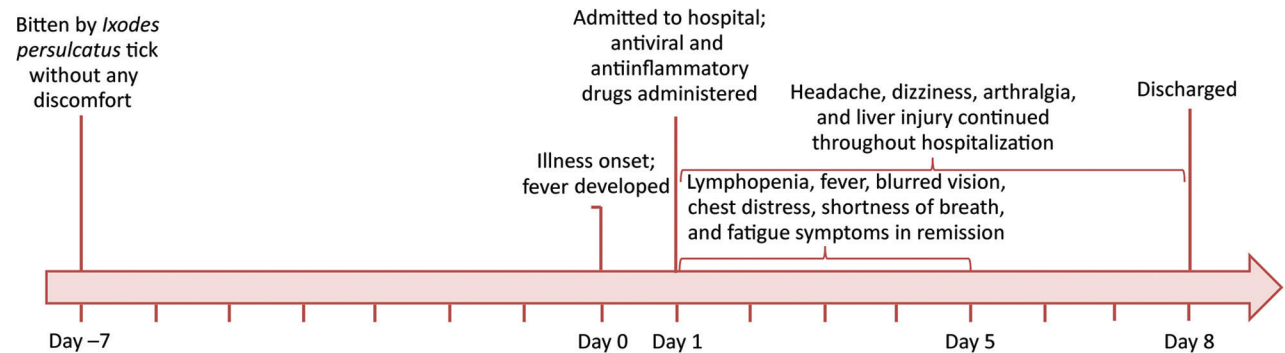 Bitten by Ixodes
persulcatus tick
without any
discomfort
Illness onset;
fever developed
Admitted to hospital;
antiviral and
antiinflammatory
drugs administered
Headache, dizziness, arthralgia,
and liver injury continued
throughout hospitalization
Lymphopenia, fever, blurred vision,
chest distress, shortness of breath,
and fatigue symptoms in remission
Discharged
Day –7
Day 0
Day 1
Day 5
Day 8